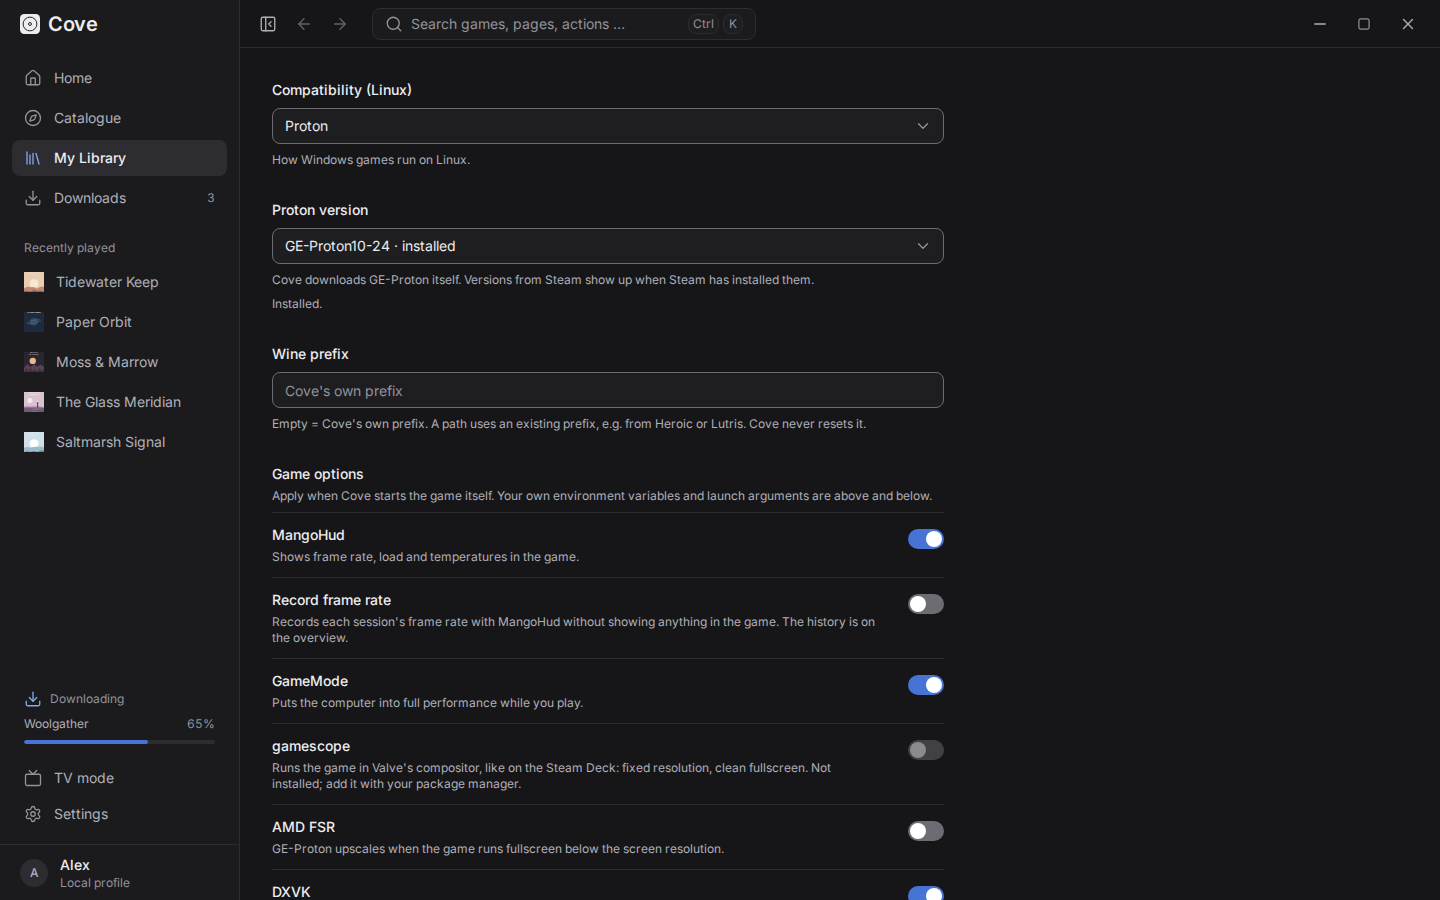 Cove
Search games, pages, actions ...
Ctrl
K
Home
Catalogue
My Library
Downloads
3
Recently played
Tidewater Keep
Paper Orbit
Moss & Marrow
The Glass Meridian
Saltmarsh Signal
Downloading
Woolgather
65%
TV mode
Settings
A
Alex
Local profile
Compatibility (Linux)
Proton
How Windows games run on Linux.
Proton version
GE-Proton10-24 · installed
Cove downloads GE-Proton itself. Versions from Steam show up when Steam has installed them.
Installed.
Wine prefix
Cove's own prefix
Empty = Cove's own prefix. A path uses an existing prefix, e.g. from Heroic or Lutris. Cove never resets it.
Game options
Apply when Cove starts the game itself. Your own environment variables and launch arguments are above and below.
MangoHud
Shows frame rate, load and temperatures in the game.
Record frame rate
Records each session's frame rate with MangoHud without showing anything in the game. The history is on
the overview.
GameMode
Puts the computer into full performance while you play.
gamescope
Runs the game in Valve's compositor, like on the Steam Deck: fixed resolution, clean fullscreen. Not
installed; add it with your package manager.
AMD FSR
GE-Proton upscales when the game runs fullscreen below the screen resolution.
DXVK